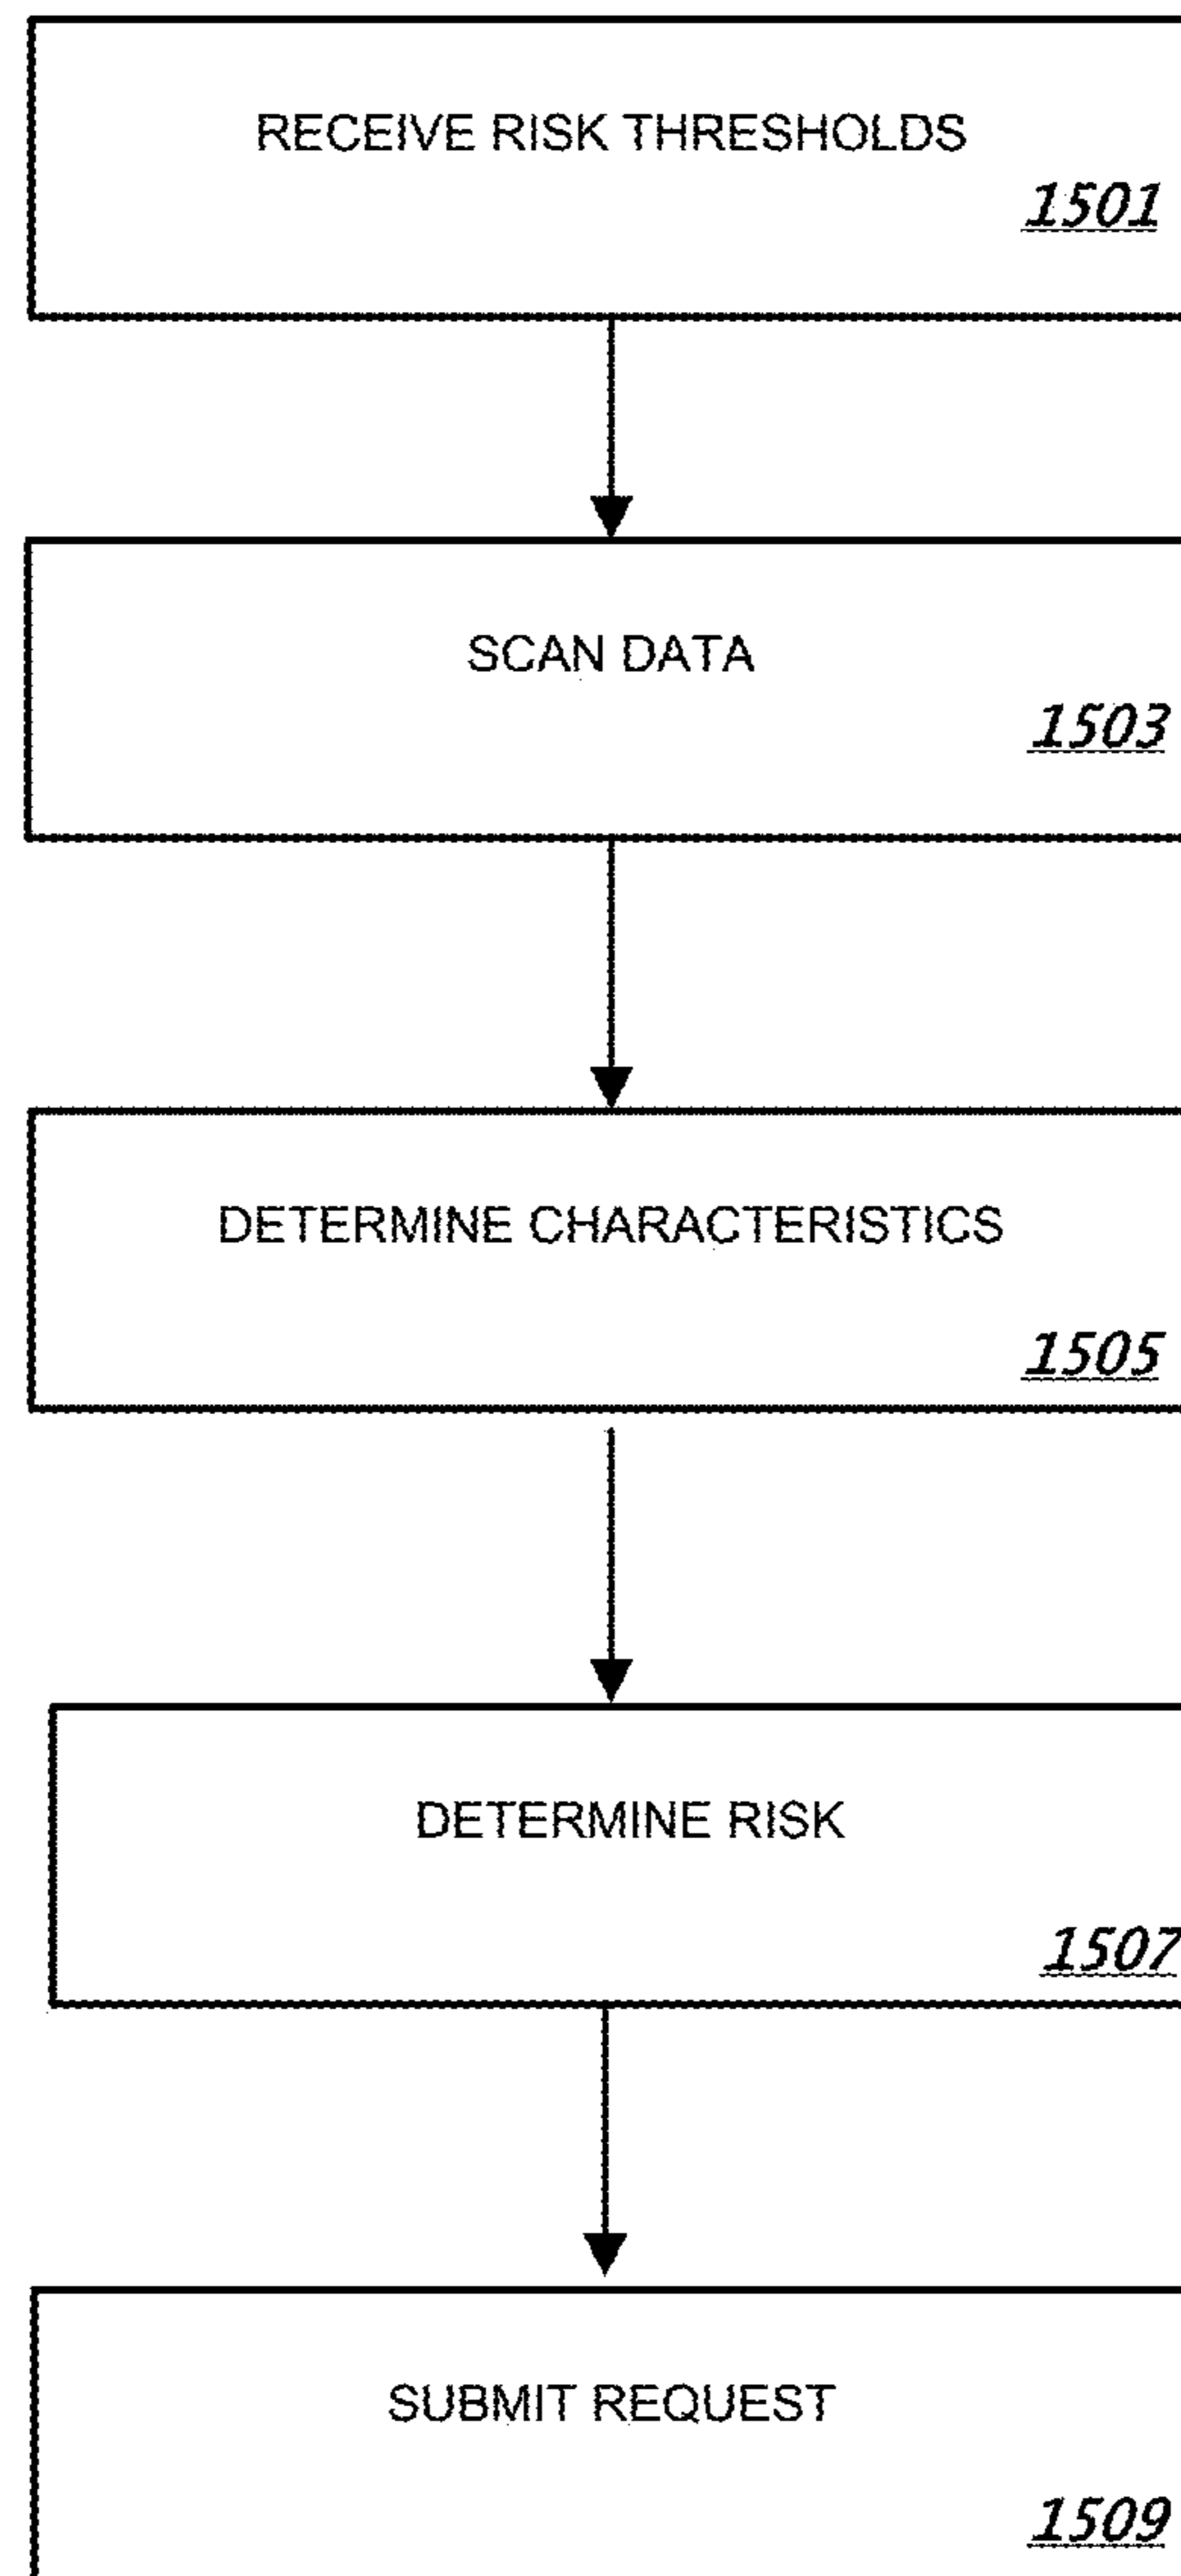 RECEIVE RISK THRESHOLDS
1501
SCAN DATA
1503
DETERMINE CHARACTERISTICS
1505
DETERMINE RISK
1507
SUBMIT REQUEST
1509